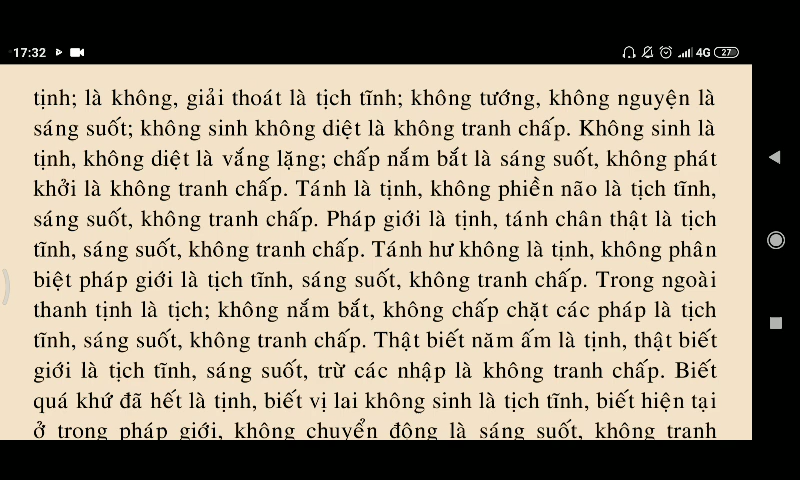 17:32
4G 27
tịnh; là không, giải thoát là tịch tĩnh; không tướng, không nguyện là
sáng suốt; không sinh không diệt là không tranh chấp. Không sinh là
tịnh, không diệt là vắng lặng; chấp nắm bắt là sáng suốt, không phát
khởi là không tranh chấp. Tánh là tịnh, không phiền não là tịch tĩnh,
sáng suốt, không tranh chấp. Pháp giới là tịnh, tánh chân thật là tịch
tĩnh, sáng suốt, không tranh chấp. Tánh hư không là tịnh, không phân
biệt pháp giới là tịch tĩnh, sáng suốt, không tranh chấp. Trong ngoài
thanh tịnh là tịch; không nắm bắt, không chấp chặt các pháp là tịch
tĩnh, sáng suốt, không tranh chấp. Thật biết năm ấm là tịnh, thật biết
giới là tịch tĩnh, sáng suốt, trừ các nhập là không tranh chấp. Biết
quá khứ đã hết là tịnh, biết vị lai không sinh là tịch tĩnh, biết hiện tại
ở trong pháp giới, không chuyển động là sáng suốt, không tranh